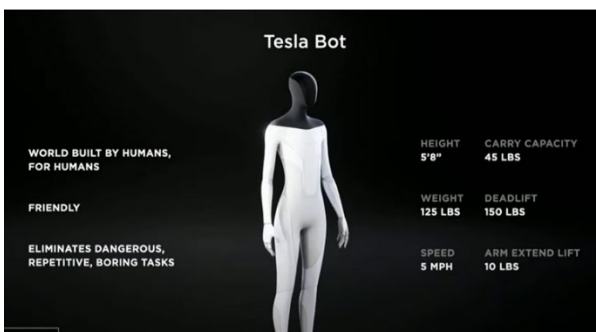 Tesla Bot
WORLD BUILT BY HUMANS,
FOR HUMANS
FRIENDLY
ELIMINATES DANGEROUS,
REPETITIVE, BORING TASKS
HEIGHT CARRY CAPACITY
5'8" 45 LBS
WEIGHT DEADLIFT
125 LBS 150 LBS
SPEED ARM EXTEND LIFT
5 MPH 10 LBS